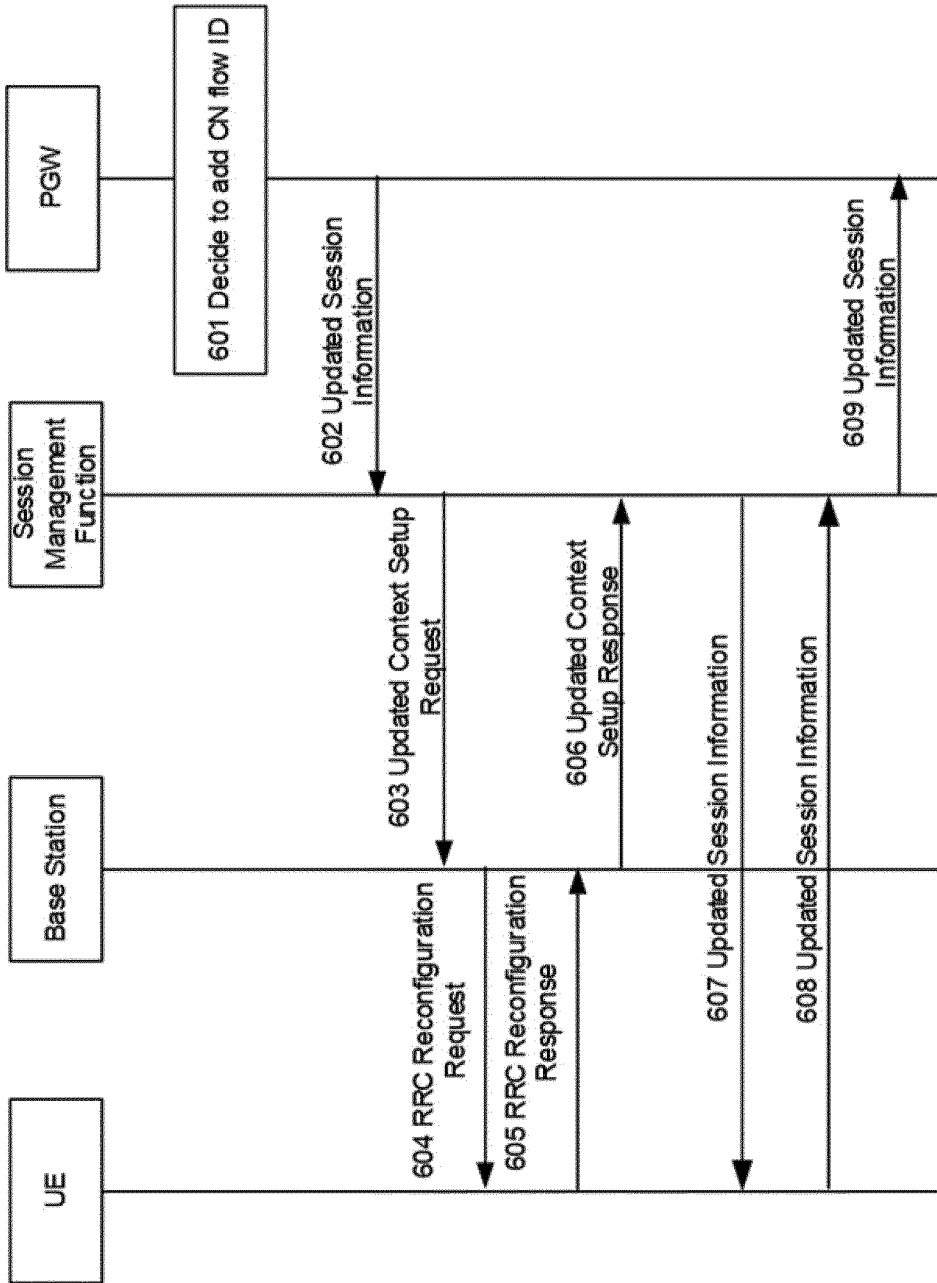 UE
Base Station
Session
Management
Function
PGW
601 Decide to add CN flow ID
602 Updated Session
Information
603 Updated Context Setup
Request
604 RRC Reconfiguration
Request
605 RRC Reconfiguration
Response
606 Updated Context
Setup Response
607 Updated Session Information
608 Updated Session Information
609 Updated Session
Information